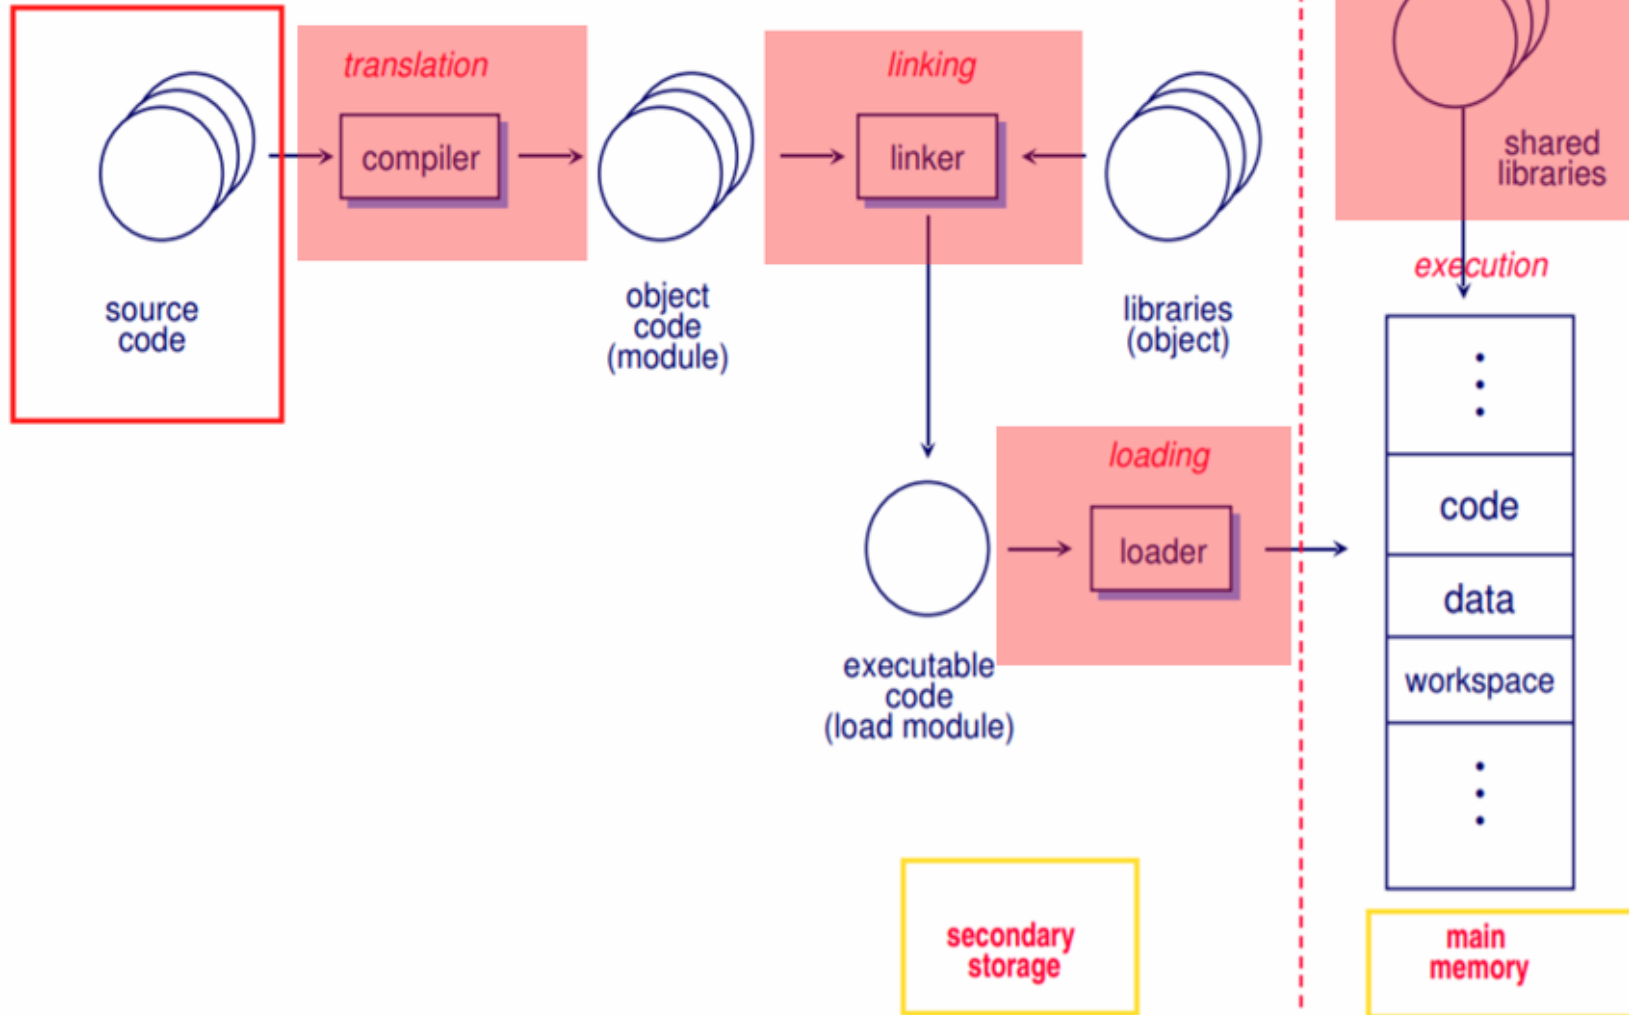 translation
linking
compiler
linker
shared
libraries
execution
source
code
object
code
(module)
libraries
(object)
loading
code
loader
data
executable
code
(load module)
workspace
secondary
storage
main
memory